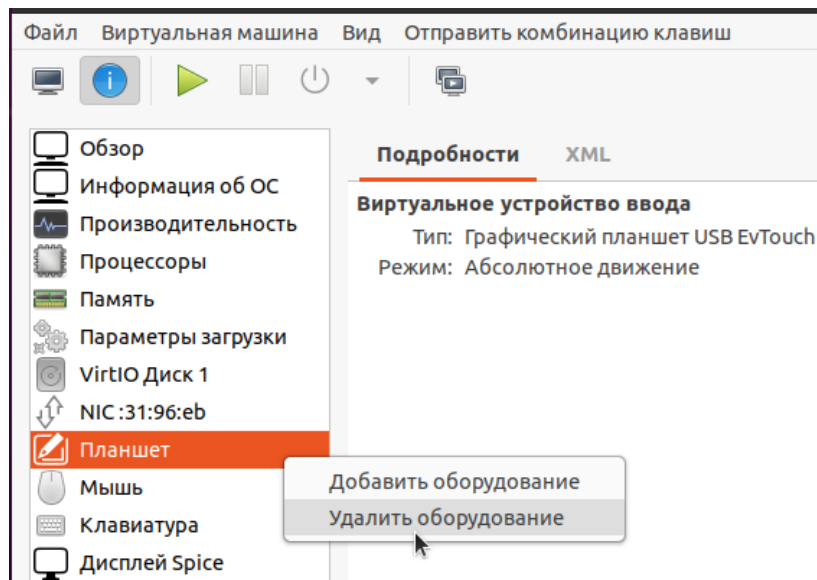 Файл Виртуальная машина Вид Отправить комбинацию клавиш
Обзор
Информация об ОС
Производительность
Процессоры
Память
Параметры загрузки
VirtIO Диск 1
NIC :31:96:eb
Планшет
Мышь
Клавиатура
Дисплей Spice
Подробности XML
Виртуальное устройство ввода
Тип: Графический планшет USB EvTouch
Режим: Абсолютное движение
Добавить оборудование
Удалить оборудование